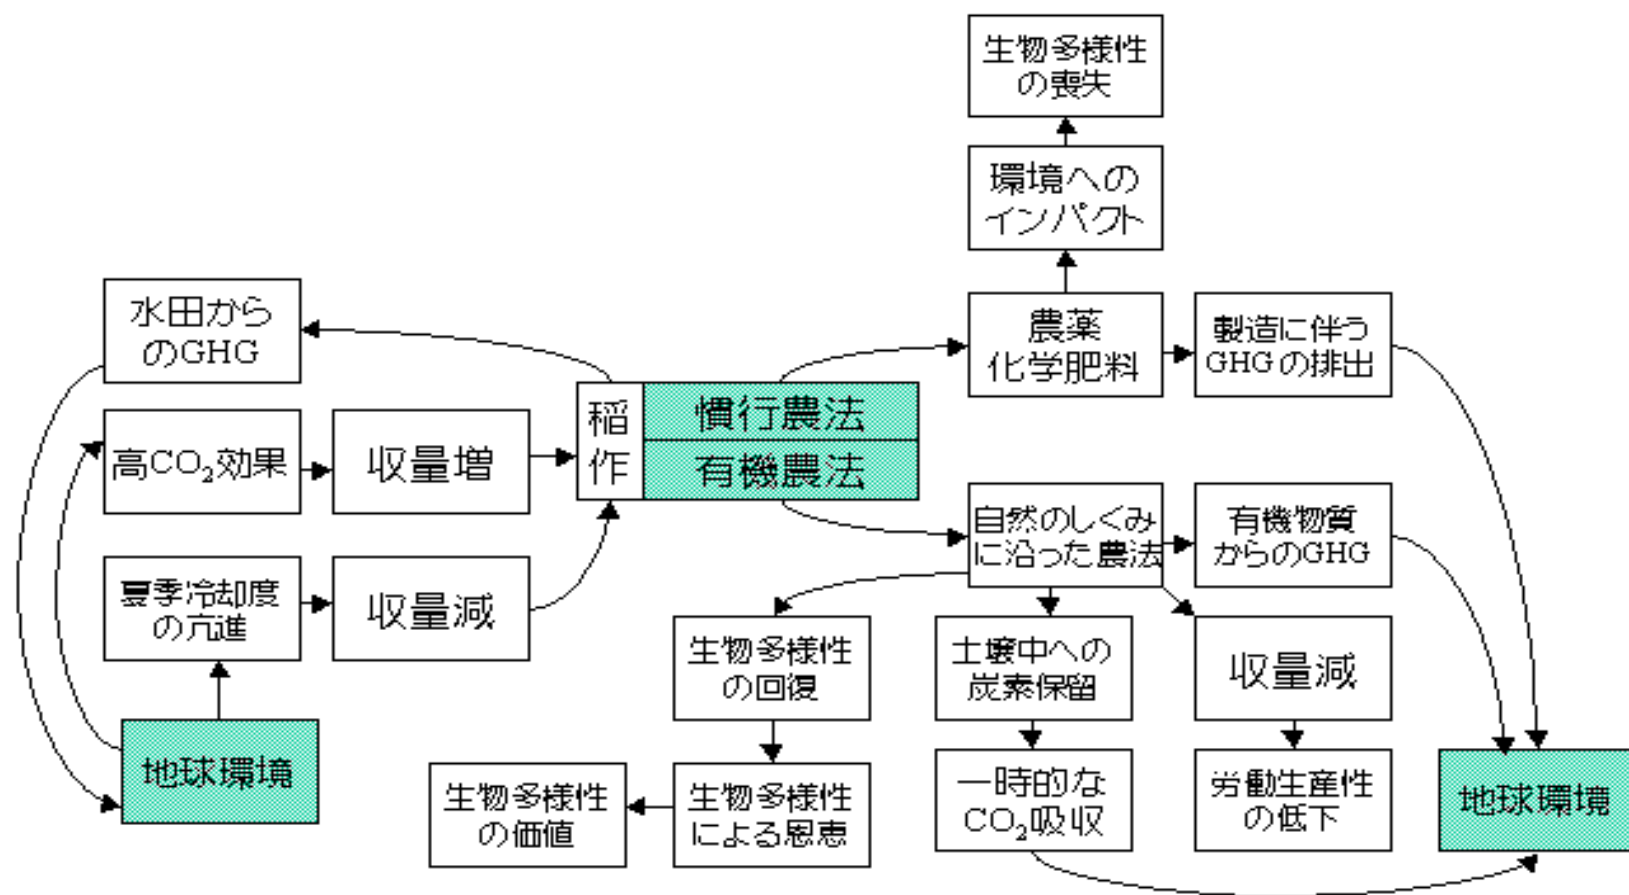 生物多様性
の喪失
環境への
インパクト
水田から
のGHG
農薬
化学肥料
製造に伴う
GHGの排出
稲
作
慣行農法
有機農法
高CO₂効果
収量増
自然のしくみ
に沿った農法
有機物質
からのGHG
夏季冷却度
の亢進
収量減
生物多様性
の回復
土壌中への
炭素保留
収量減
地球環境
生物多様性
の価値
生物多様性
による恩恵
一時的な
CO₂吸収
労働生産性
の低下
地球環境